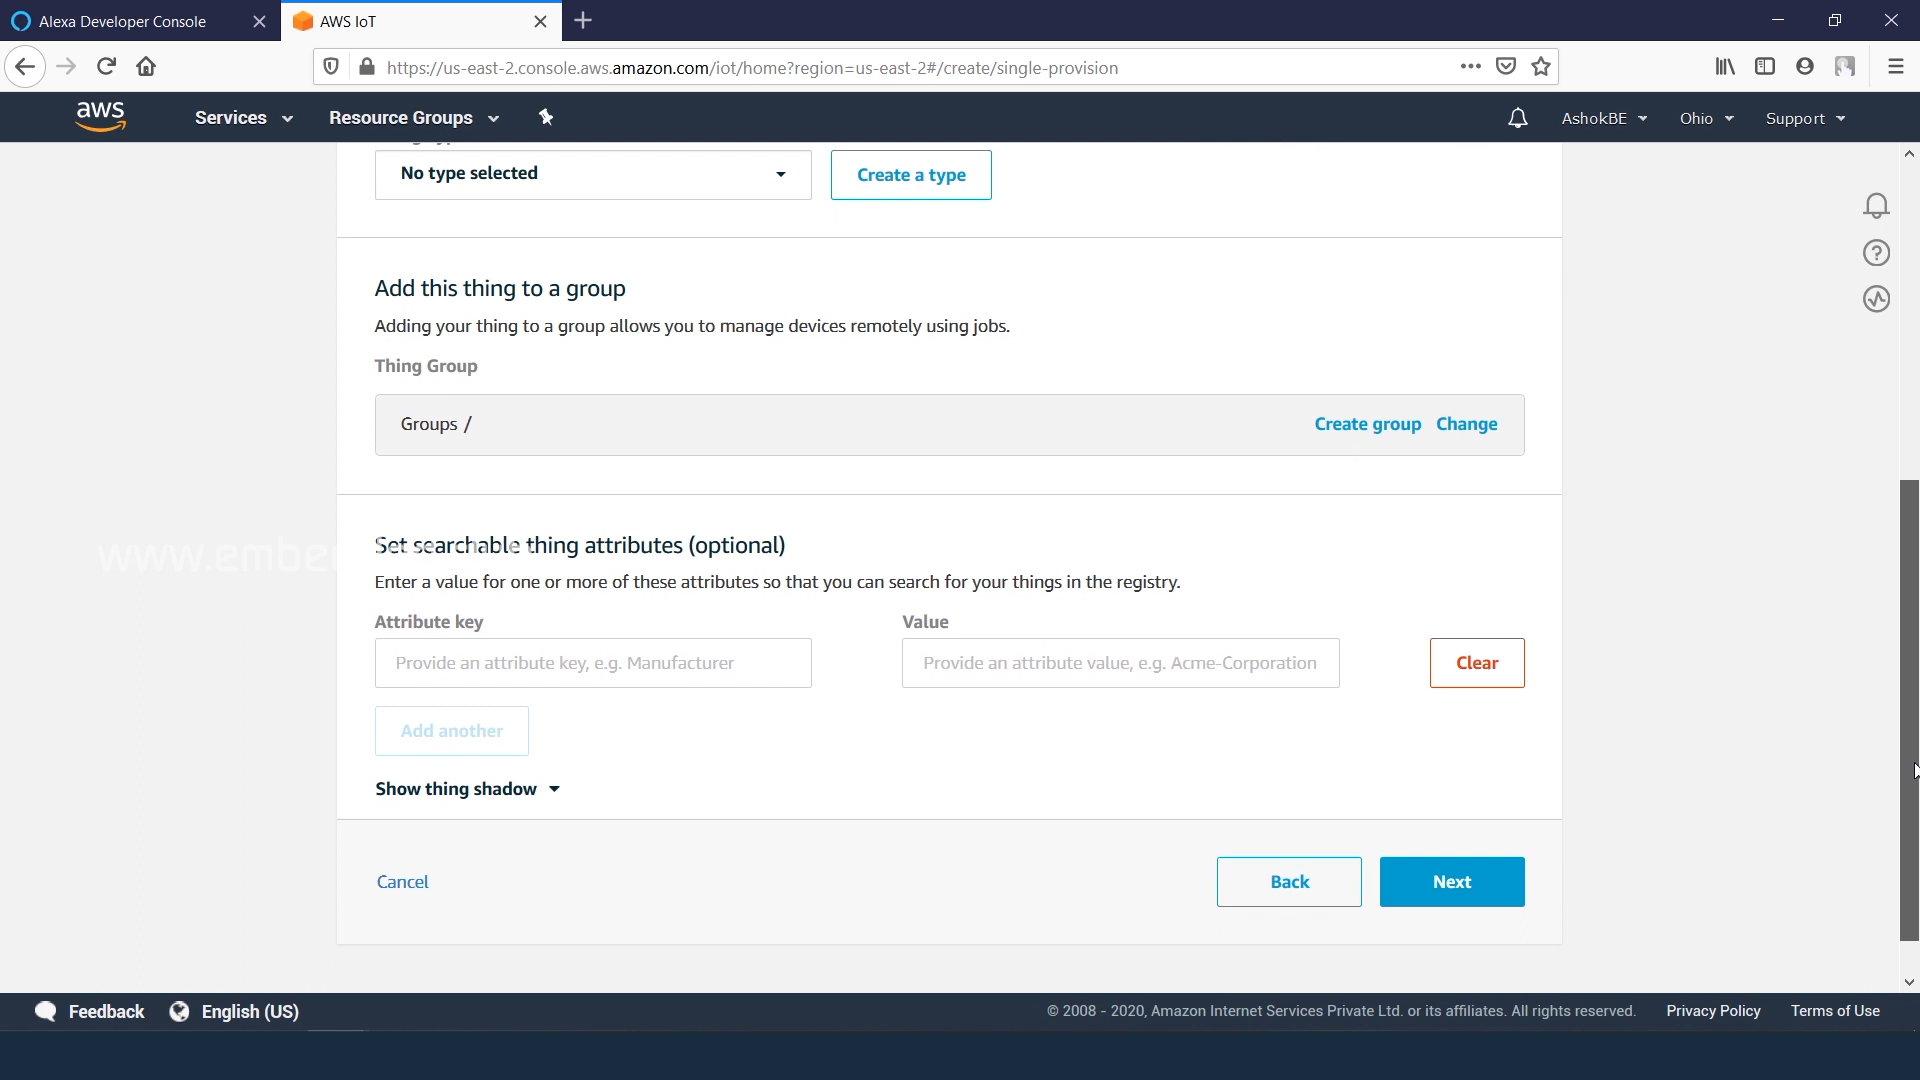 Alexa Developer Console
AWS IoT
https://us-east-2.console.aws.amazon.com/iot/home?region=us-east-2#/create/single-provision
aws
Services
Resource Groups
AshokBE
Ohio
Support
No type selected
Create a type
Add this thing to a group
Adding your thing to a group allows you to manage devices remotely using jobs.
Thing Group
Groups /
Create group
Change
Set searchable thing attributes (optional)
Enter a value for one or more of these attributes so that you can search for your things in the registry.
Attribute key
Value
Provide an attribute key, e.g. Manufacturer
Provide an attribute value, e.g. Acme-Corporation
Clear
Add another
Show thing shadow
Cancel
Back
Next
Feedback
English (US)
© 2008 - 2020, Amazon Internet Services Private Ltd. or its affiliates. All rights reserved.
Privacy Policy
Terms of Use